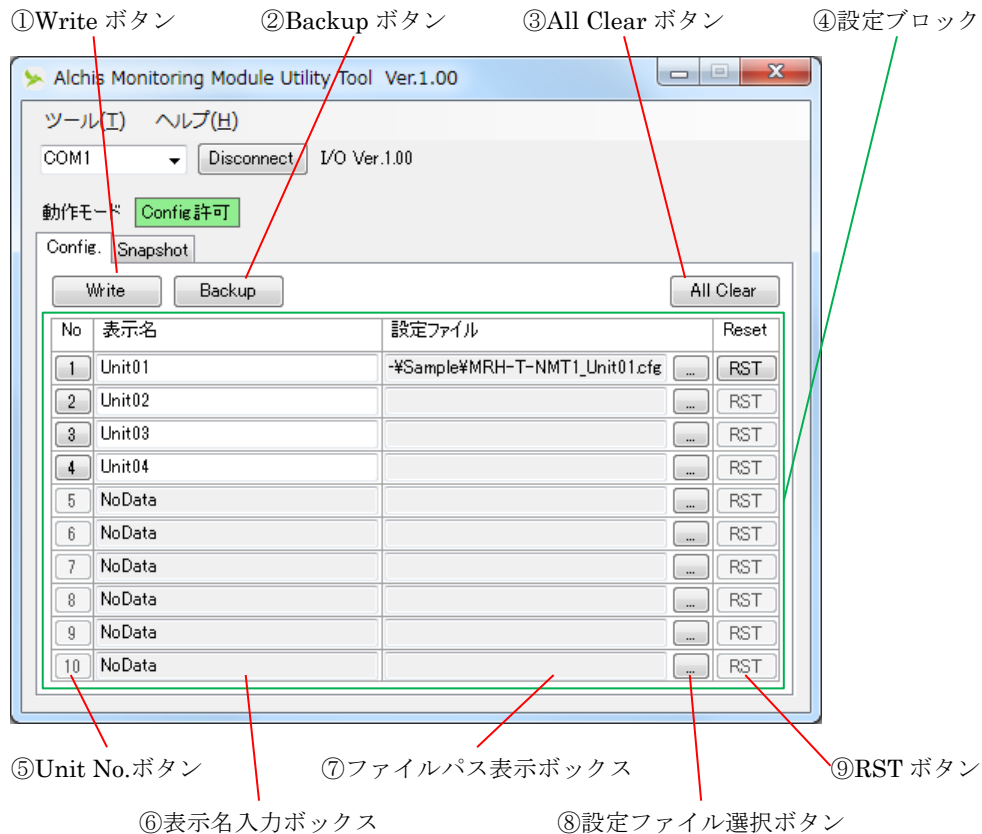 ①Write ボタン ②Backup ボタン ③All Clear ボタン ④設定ブロック
Alchis Monitoring Module Utility Tool Ver.1.00
ツール(T) ヘルプ(H)
COM1 Disconnect I/O Ver.1.00
動作モード Config許可
Config. Snapshot
Write Backup All Clear
No 表示名 設定ファイル Reset
1 Unit01 -¥Sample¥MRH-T-NMT1_Unit01.cfg ... RST
2 Unit02 ... RST
3 Unit03 ... RST
4 Unit04 ... RST
5 NoData ... RST
6 NoData ... RST
7 NoData ... RST
8 NoData ... RST
9 NoData ... RST
10 NoData ... RST
⑤Unit No.ボタン ⑦ファイルパス表示ボックス ⑨RST ボタン
⑥表示名入力ボックス ⑧設定ファイル選択ボタン